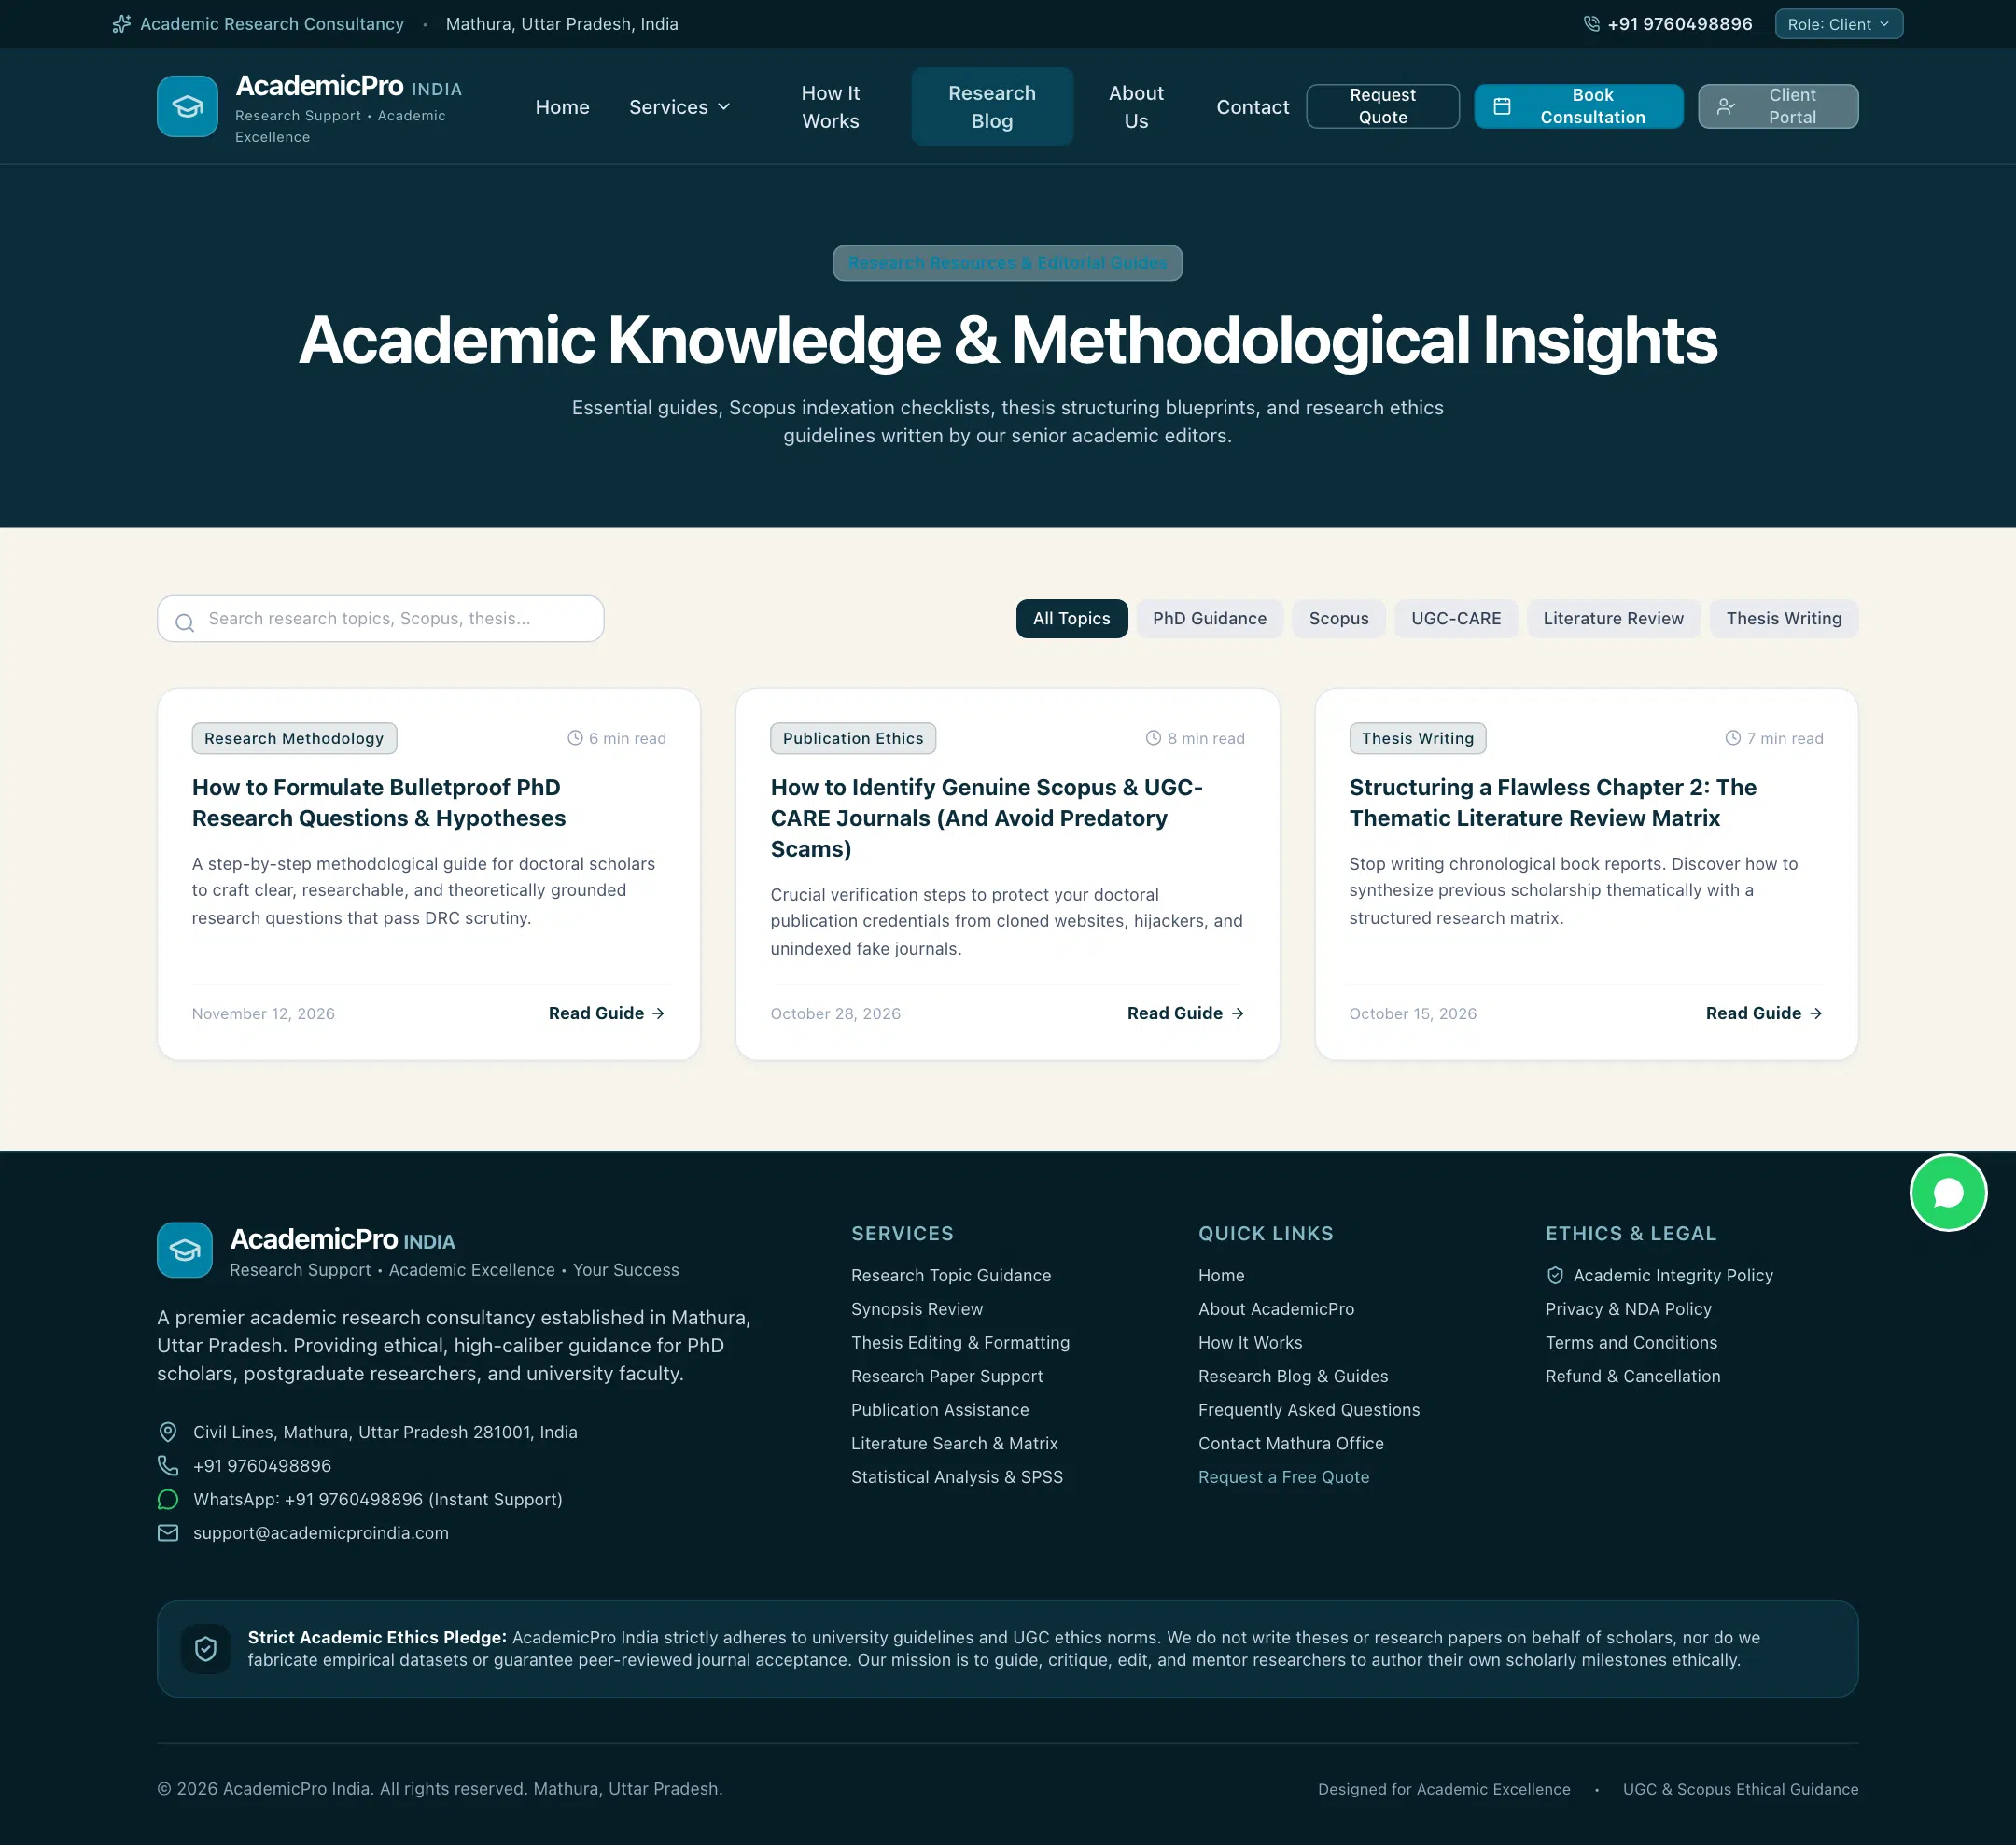 Academic Research Consultancy • Mathura, Uttar Pradesh, India
+91 9760498896
Role: Client
AcademicPro INDIA
Research Support • Academic
Excellence
Home
Services
How It
Works
Research
Blog
About
Us
Contact
Request
Quote
Book
Consultation
Client
Portal
Research Resources & Editorial Guides
Academic Knowledge & Methodological Insights
Essential guides, Scopus indexation checklists, thesis structuring blueprints, and research ethics
guidelines written by our senior academic editors.
Search research topics, Scopus, thesis...
All Topics
PhD Guidance
Scopus
UGC-CARE
Literature Review
Thesis Writing
Research Methodology
6 min read
How to Formulate Bulletproof PhD
Research Questions & Hypotheses
A step-by-step methodological guide for doctoral scholars
to craft clear, researchable, and theoretically grounded
research questions that pass DRC scrutiny.
November 12, 2026
Read Guide →
Publication Ethics
8 min read
How to Identify Genuine Scopus & UGC-
CARE Journals (And Avoid Predatory
Scams)
Crucial verification steps to protect your doctoral
publication credentials from cloned websites, hijackers, and
unindexed fake journals.
October 28, 2026
Read Guide →
Thesis Writing
7 min read
Structuring a Flawless Chapter 2: The
Thematic Literature Review Matrix
Stop writing chronological book reports. Discover how to
synthesize previous scholarship thematically with a
structured research matrix.
October 15, 2026
Read Guide →
AcademicPro INDIA
Research Support • Academic Excellence • Your Success
A premier academic research consultancy established in Mathura,
Uttar Pradesh. Providing ethical, high-caliber guidance for PhD
scholars, postgraduate researchers, and university faculty.
Civil Lines, Mathura, Uttar Pradesh 281001, India
+91 9760498896
WhatsApp: +91 9760498896 (Instant Support)
support@academicproindia.com
SERVICES
Research Topic Guidance
Synopsis Review
Thesis Editing & Formatting
Research Paper Support
Publication Assistance
Literature Search & Matrix
Statistical Analysis & SPSS
QUICK LINKS
Home
About AcademicPro
How It Works
Research Blog & Guides
Frequently Asked Questions
Contact Mathura Office
Request a Free Quote
ETHICS & LEGAL
Academic Integrity Policy
Privacy & NDA Policy
Terms and Conditions
Refund & Cancellation
Strict Academic Ethics Pledge: AcademicPro India strictly adheres to university guidelines and UGC ethics norms. We do not write theses or research papers on behalf of scholars, nor do we
fabricate empirical datasets or guarantee peer-reviewed journal acceptance. Our mission is to guide, critique, edit, and mentor researchers to author their own scholarly milestones ethically.
© 2026 AcademicPro India. All rights reserved. Mathura, Uttar Pradesh.
Designed for Academic Excellence • UGC & Scopus Ethical Guidance